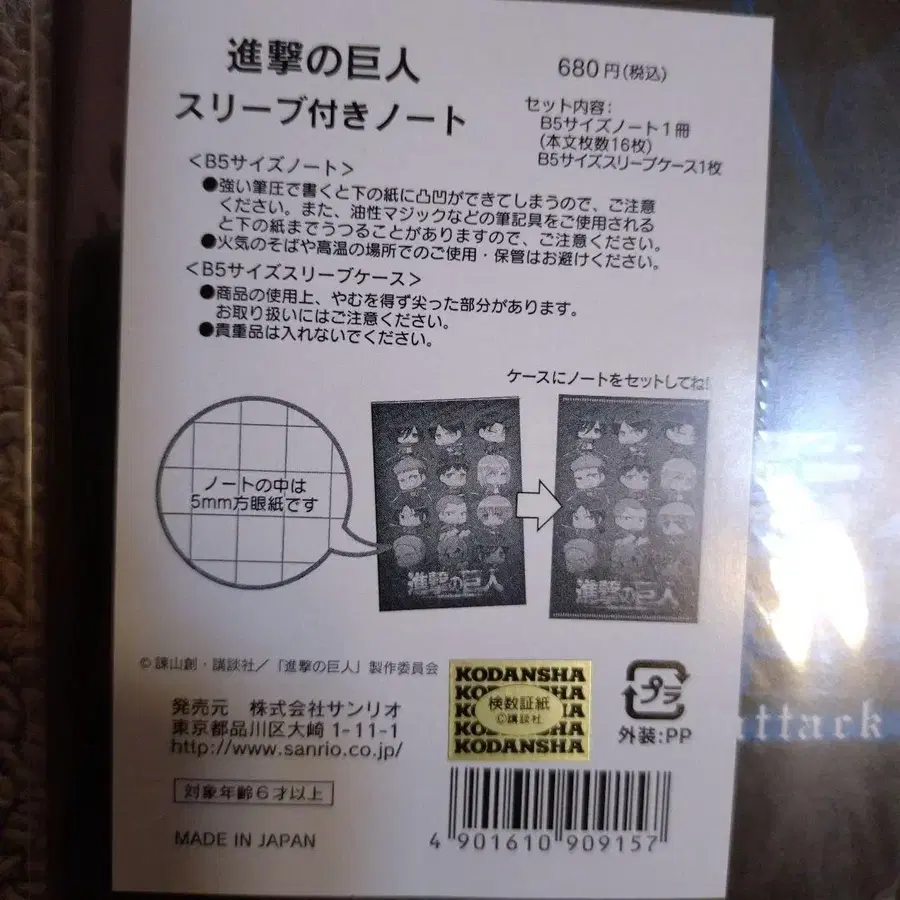 進撃の巨人
スリーブ付きノート
680円(税込)
セット内容:
B5サイズノート1冊
(本文枚数16枚)
B5サイズスリーブケース1枚
<B5サイズノート>
●強い筆圧で書くと下の紙に凸凹ができてしまうので、ご注意
ください。また、油性マジックなどの筆記具をご使用される
と下の紙までうつることがありますので、ご注意ください。
●火気のそばや高温の場所でのご使用・保管はお避けください。
<B5サイズスリーブケース>
●商品の使用上、やむを得ず尖った部分があります。
お取り扱いにはご注意ください。
●貴重品は入れないでください。
ケースにノートをセットしてね!
ノートの中は
5mm方眼紙です
進撃の巨人
進撃の巨人
© 諫山創・講談社/「進撃の巨人」製作委員会
発売元 株式会社サンリオ
東京都品川区大崎 1-11-1
http://www.sanrio.co.jp/
対象年齢6才以上
MADE IN JAPAN
KODANSHA
KODANSHA
検数証紙
©講談社
KODANSHA
プラ
外装:PP
4 901610 909157
attack